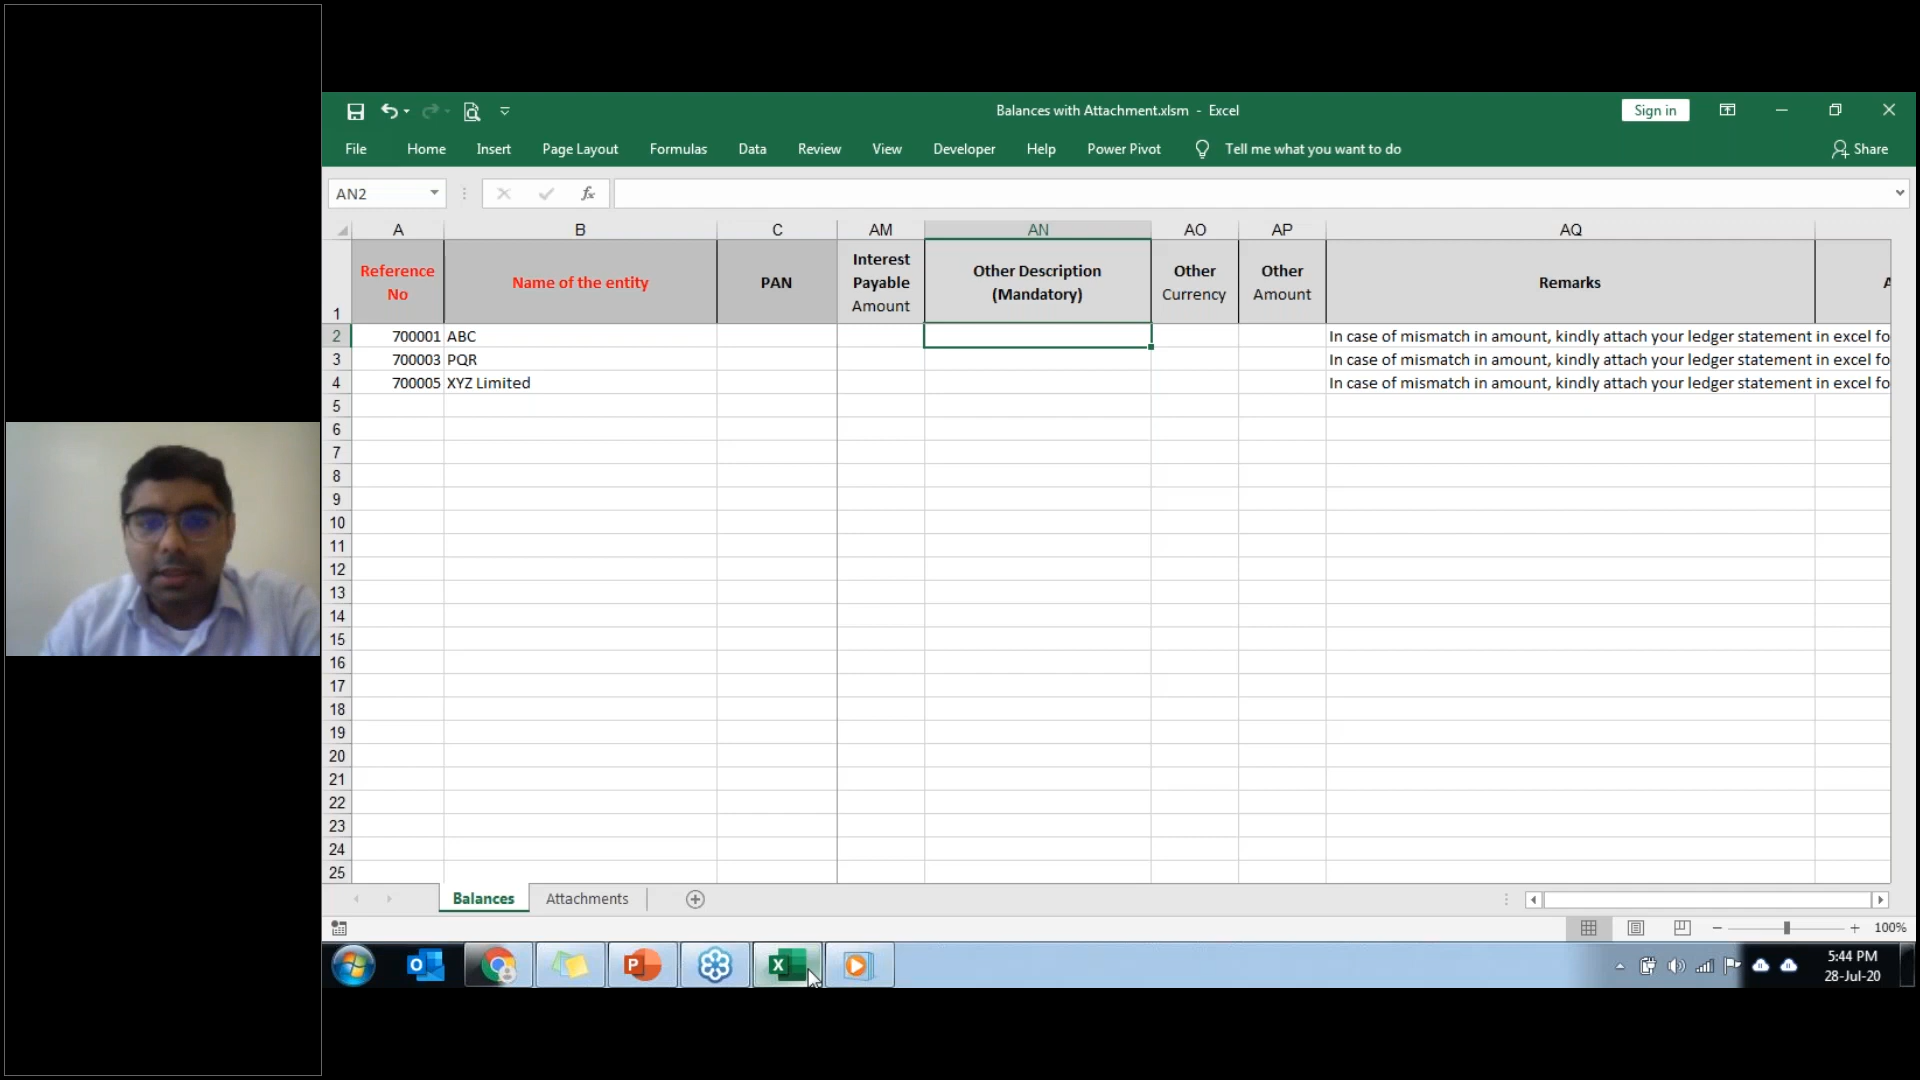 Balances with Attachment.xlsm - Excel
Sign in
File Home Insert Page Layout Formulas Data Review View Developer Help Power Pivot Tell me what you want to do Share
AN2 fx
A B C AM AN AO AP AQ
1 Reference No Name of the entity PAN Interest Payable Amount Other Description (Mandatory) Other Currency Other Amount Remarks A
2 700001 ABC In case of mismatch in amount, kindly attach your ledger statement in excel fo
3 700003 PQR In case of mismatch in amount, kindly attach your ledger statement in excel fo
4 700005 XYZ Limited In case of mismatch in amount, kindly attach your ledger statement in excel fo
5
6
7
8
9
10
11
12
13
14
15
16
17
18
19
20
21
22
23
24
25
Balances Attachments
100%
5:44 PM
28-Jul-20